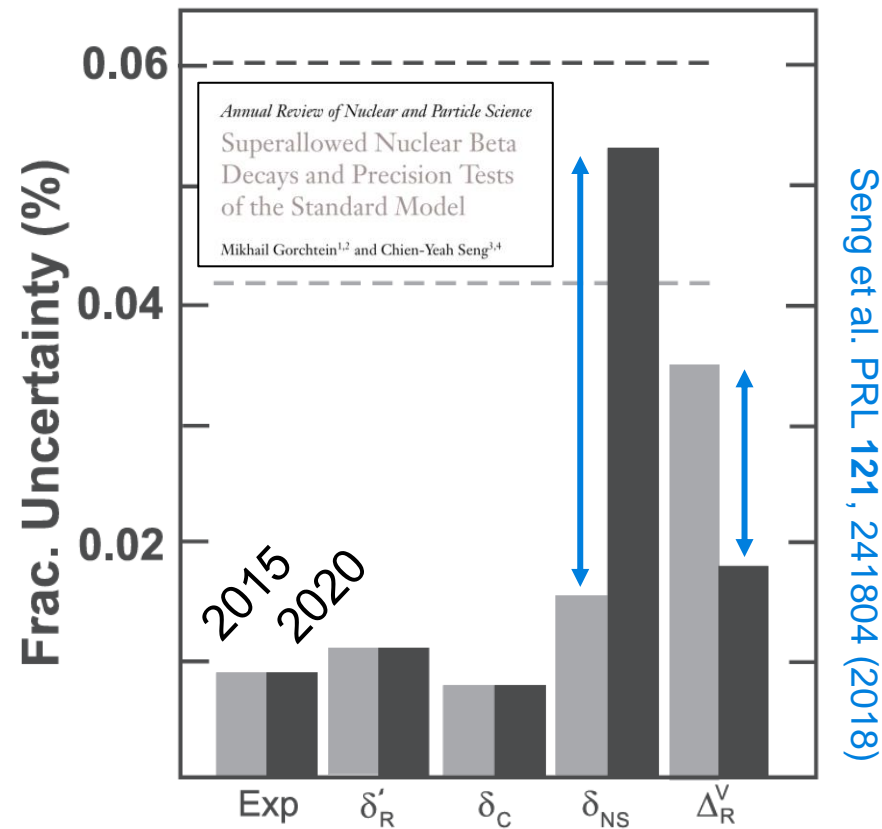 Frac. Uncertainty (%)
0.06
0.04
0.02
Annual Review of Nuclear and Particle Science
Superallowed Nuclear Beta
Decays and Precision Tests
of the Standard Model
Mikhail Gorchtein1,2 and Chien-Yeah Seng3,4
2015
2020
Exp
δ′R
δC
δNS
ΔVR
Seng et al. PRL 121, 241804 (2018)